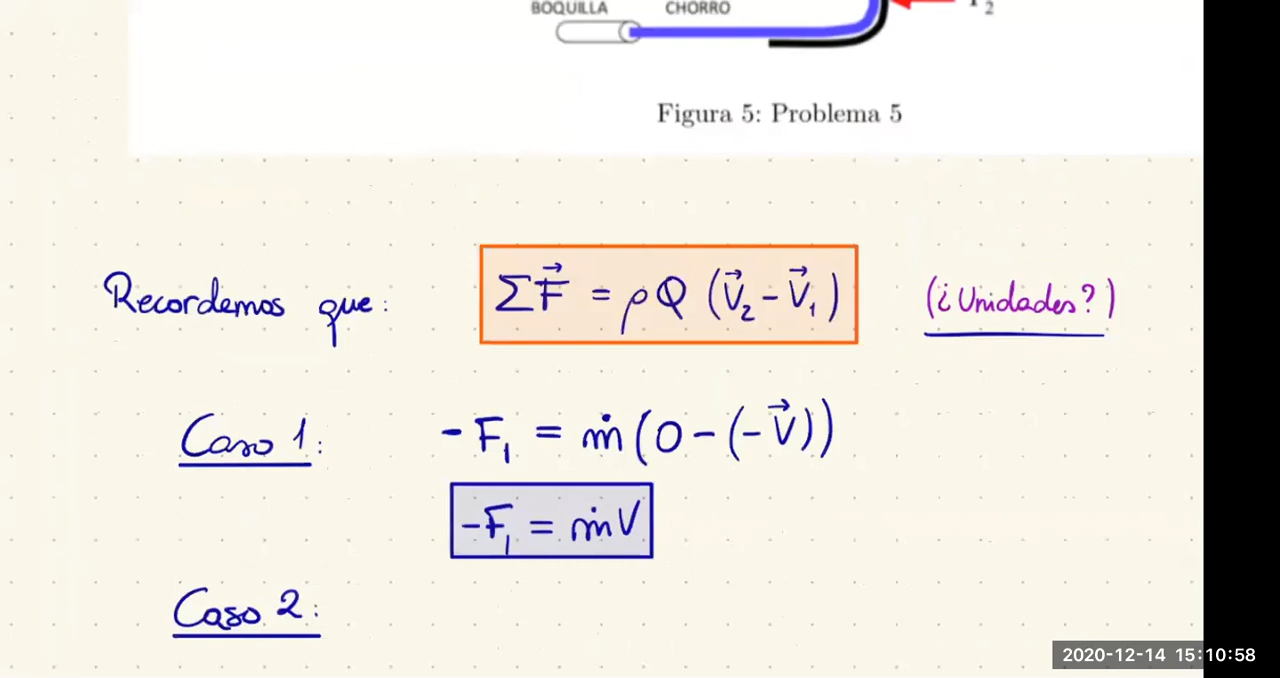 BOQUILLA CHORRO
2
Figura 5: Problema 5
Recordemos que: ΣF⃗ = ρQ (V⃗₂ - V⃗₁) (¿Unidades?)
Caso 1: -F₁ = ṁ(0-(-V⃗))
-F₁ = ṁV
Caso 2:
2020-12-14 15:10:58